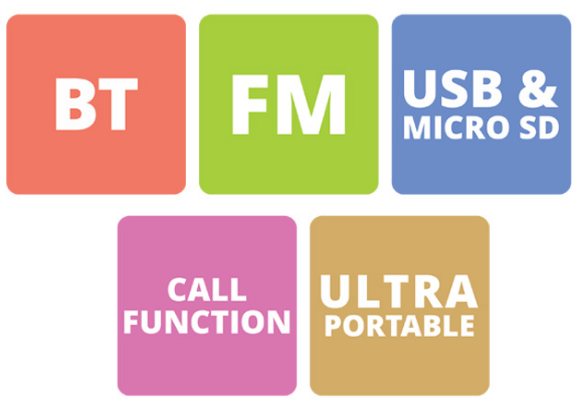 BT
FM
USB &
MICRO SD
CALL
FUNCTION
ULTRA
PORTABLE